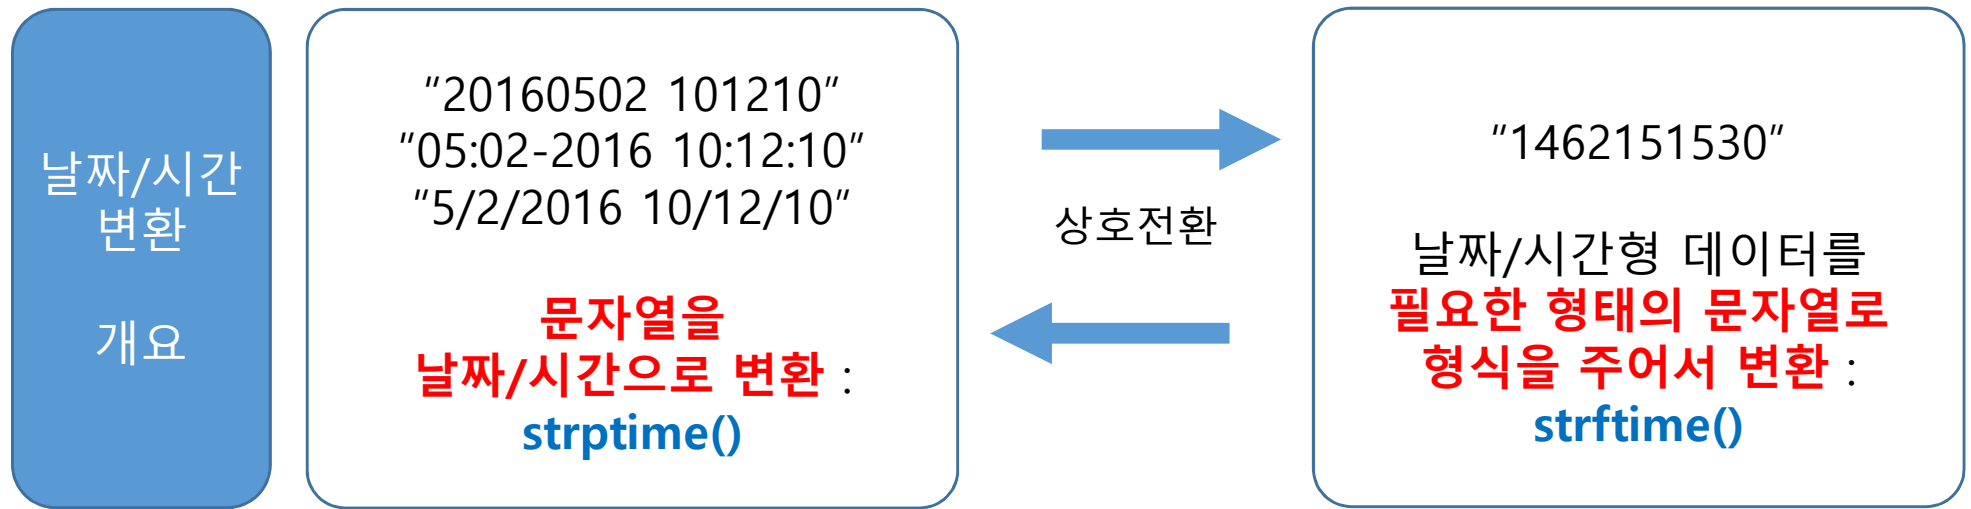 날짜/시간
변환
개요
"20160502 101210"
"05:02-2016 10:12:10"
"5/2/2016 10/12/10"
문자열을
날짜/시간으로 변환 :
strptime()
상호전환
"1462151530"
날짜/시간형 데이터를
필요한 형태의 문자열로
형식을 주어서 변환 :
strftime()